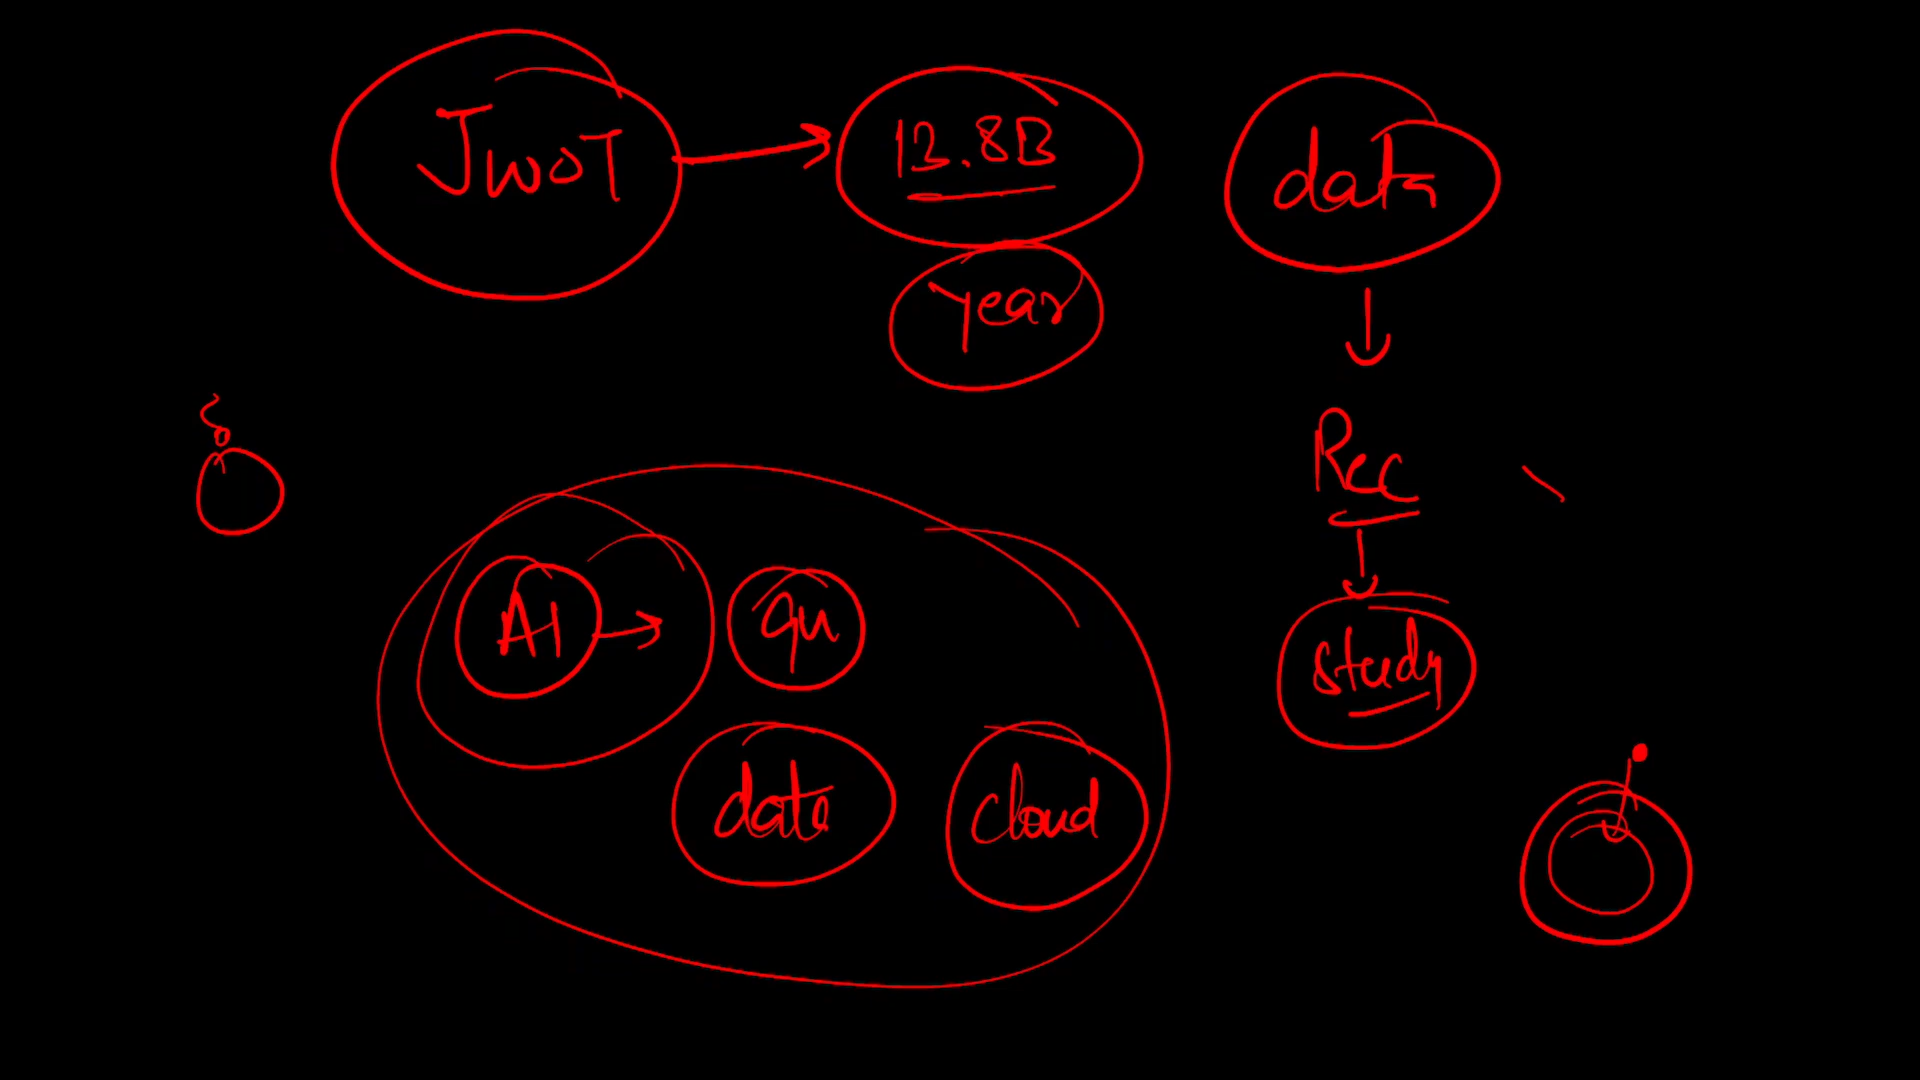 JWOT
13.8B
year
data
Rec
study
AI
qu
data
cloud